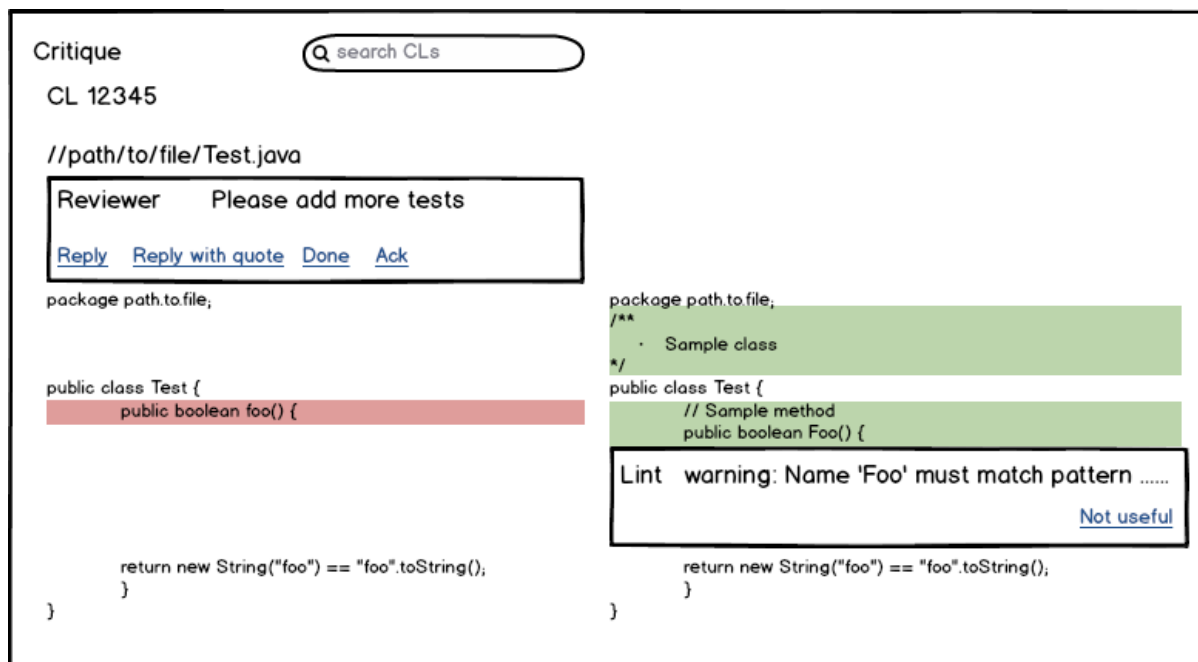 Critique
search CLs
CL 12345
//path/to/file/Test.java
Reviewer Please add more tests
Reply Reply with quote Done Ack
package path.to.file;
public class Test {
public boolean foo() {
return new String("foo") == "foo".toString();
}
}
package path.to.file;
/**
· Sample class
*/
public class Test {
// Sample method
public boolean Foo() {
Lint warning: Name 'Foo' must match pattern ......
Not useful
return new String("foo") == "foo".toString();
}
}